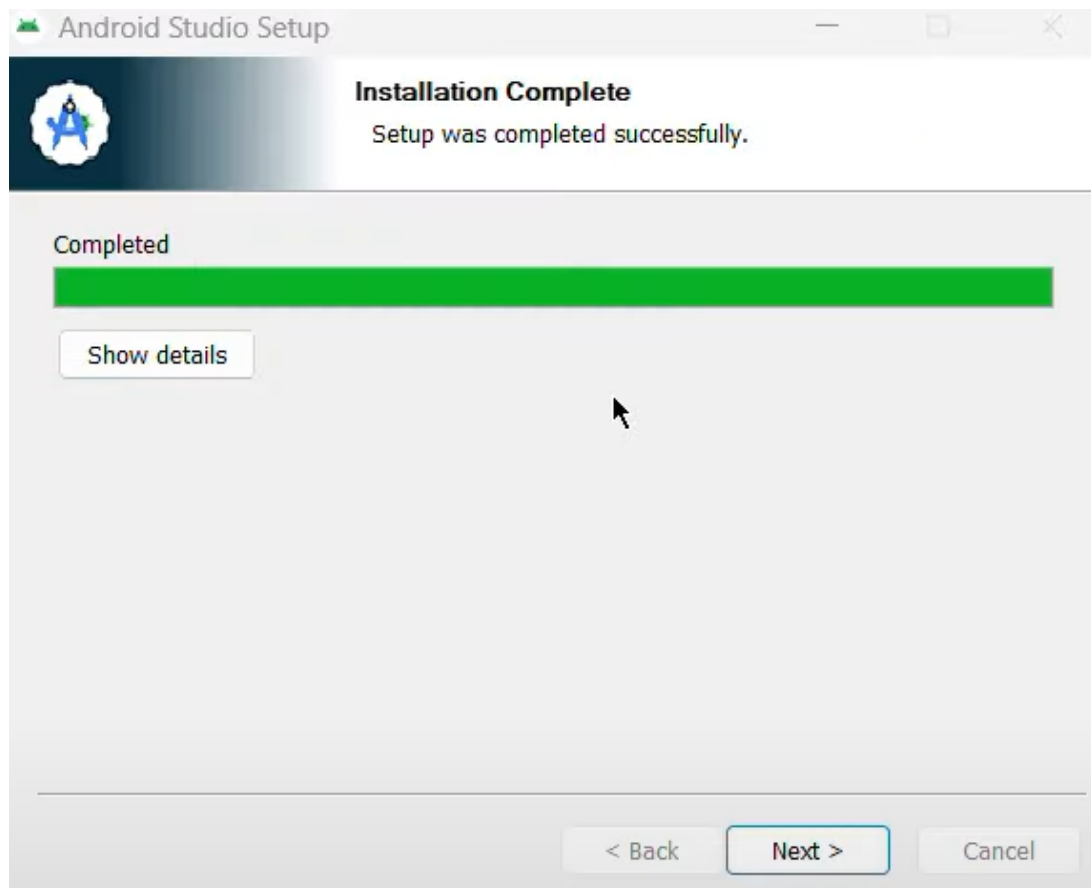 Android Studio Setup
Installation Complete
Setup was completed successfully.
Completed
Show details
< Back
Next >
Cancel